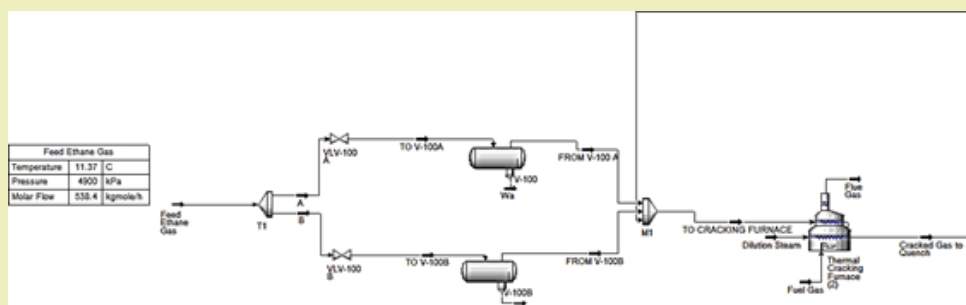 Feed Ethane Gas
Temperature 11.37 C
Pressure 4900 kPa
Molar Flow 538.4 kgmole/h
Feed
Ethane
Gas
T1
A
B
VLV-100
A
TO V-100A
V-100
Wa
FROM V-100 A
VLV-100
B
TO V-100B
V-100B
FROM V-100B
M1
TO CRACKING FURNACE
Dilution Steam
Flue
Gas
Fuel Gas
Thermal
Cracking
Furnace
(2)
Cracked Gas to
Quench